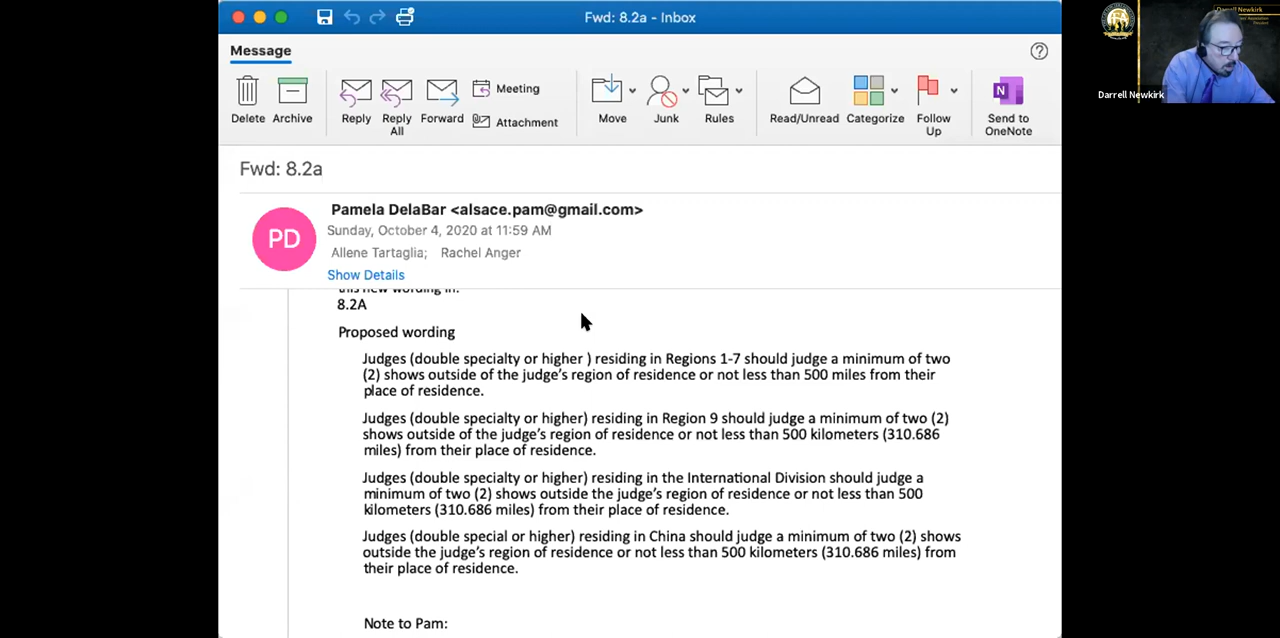 Fwd: 8.2a - Inbox
Message
Delete
Archive
Reply
Reply All
Forward
Meeting
Attachment
Move
Junk
Rules
Read/Unread
Categorize
Follow Up
N
Send to OneNote
Fwd: 8.2a
PD
Pamela DelaBar <alsace.pam@gmail.com>
Sunday, October 4, 2020 at 11:59 AM
Allene Tartaglia; Rachel Anger
Show Details
this new wording in.
8.2A
Proposed wording
Judges (double specialty or higher ) residing in Regions 1-7 should judge a minimum of two
(2) shows outside of the judge's region of residence or not less than 500 miles from their
place of residence.
Judges (double specialty or higher) residing in Region 9 should judge a minimum of two (2)
shows outside of the judge's region of residence or not less than 500 kilometers (310.686
miles) from their place of residence.
Judges (double specialty or higher) residing in the International Division should judge a
minimum of two (2) shows outside the judge's region of residence or not less than 500
kilometers (310.686 miles) from their place of residence.
Judges (double special or higher) residing in China should judge a minimum of two (2) shows
outside the judge's region of residence or not less than 500 kilometers (310.686 miles) from
their place of residence.
Note to Pam:
Darrell Newkirk
Darrell Newkirk